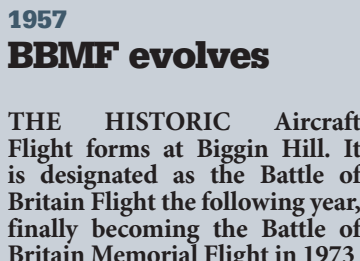 1957
BBMF evolves
THE HISTORIC Aircraft
Flight forms at Biggin Hill. It
is designated as the Battle of
Britain Flight the following year,
finally becoming the Battle of
Britain Memorial Flight in 1973